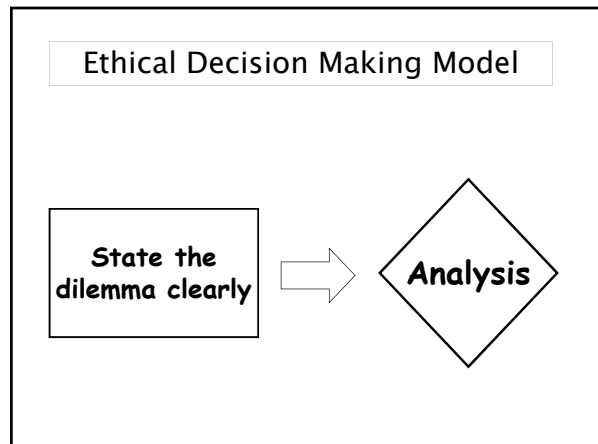 Ethical Decision Making Model
State the
dilemma clearly
Analysis